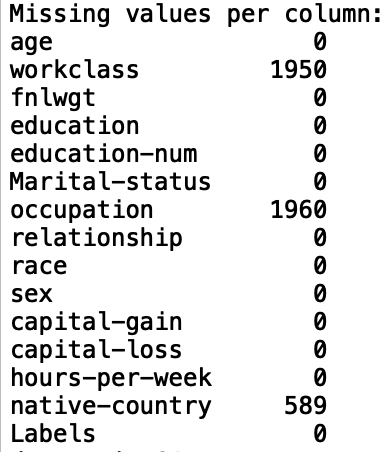 Missing values per column:
age 0
workclass 1950
fnlwgt 0
education 0
education-num 0
Marital-status 0
occupation 1960
relationship 0
race 0
sex 0
capital-gain 0
capital-loss 0
hours-per-week 0
native-country 589
Labels 0